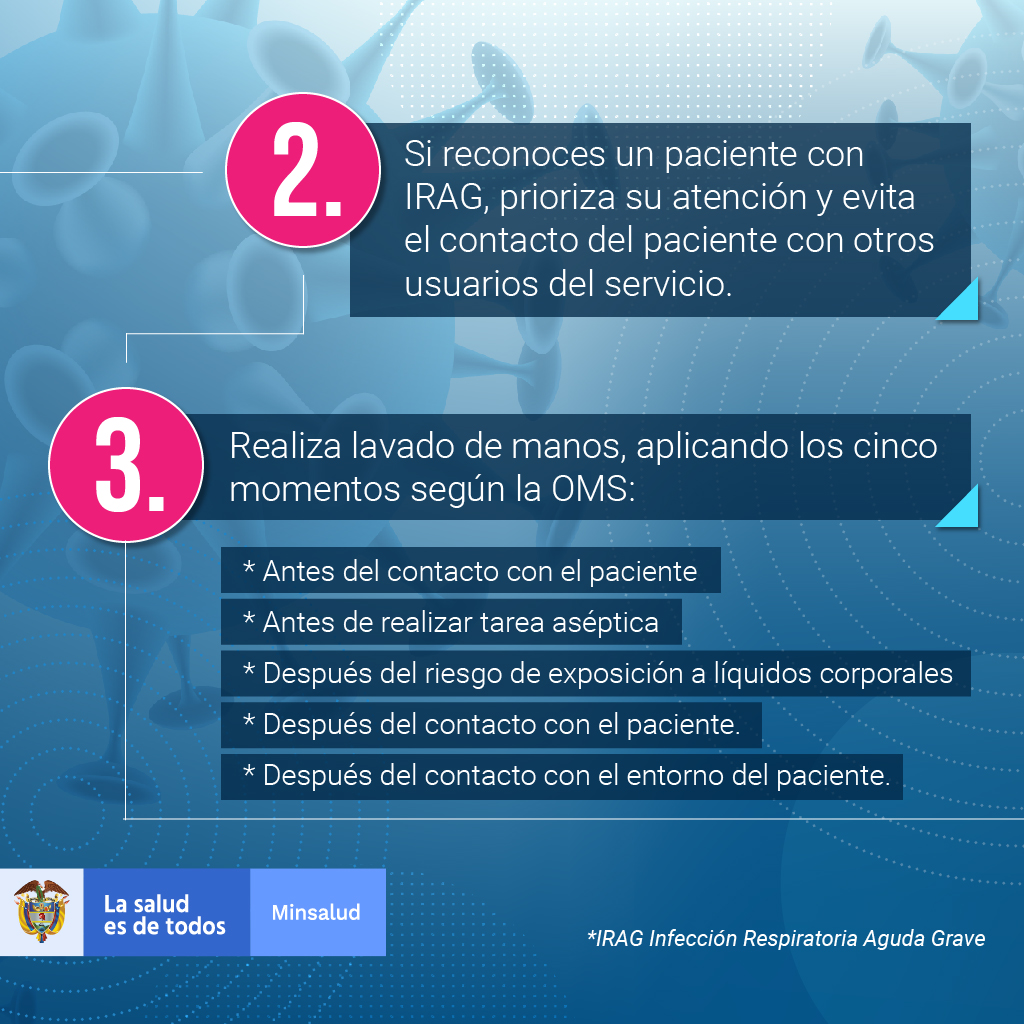 2.
Si reconoces un paciente con
IRAG, prioriza su atención y evita
el contacto del paciente con otros
usuarios del servicio.
3.
Realiza lavado de manos, aplicando los cinco
momentos según la OMS:
* Antes del contacto con el paciente
* Antes de realizar tarea aséptica
* Después del riesgo de exposición a líquidos corporales
* Después del contacto con el paciente.
* Después del contacto con el entorno del paciente.
La salud
es de todos
Minsalud
*IRAG Infección Respiratoria Aguda Grave